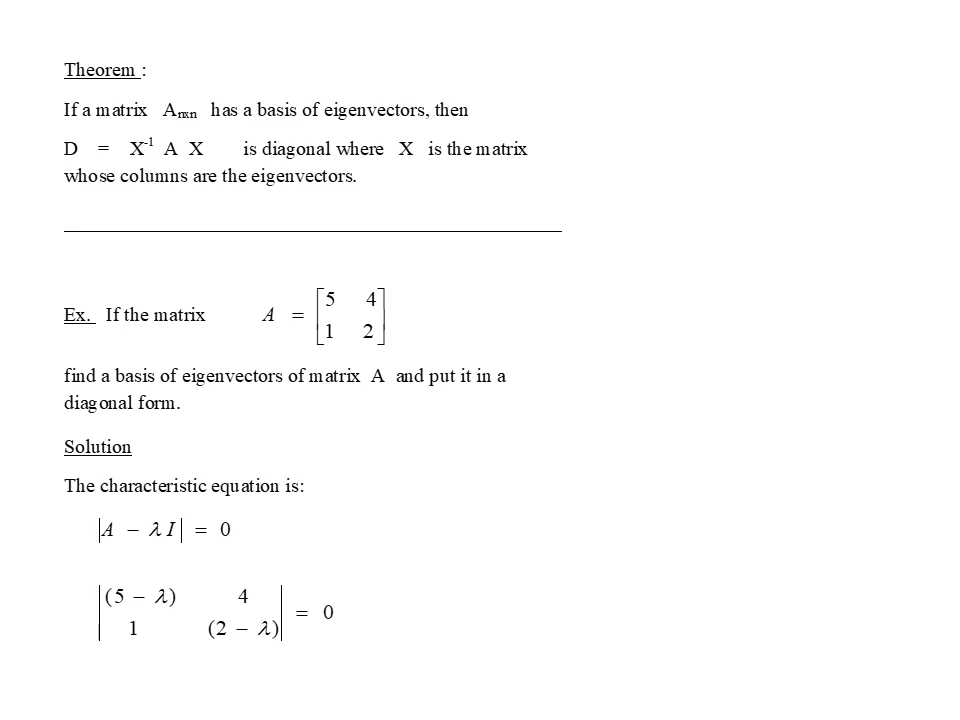 Theorem :
If a matrix Anxn has a basis of eigenvectors, then
D = X-1 A X is diagonal where X is the matrix
whose columns are the eigenvectors.
Ex. If the matrix A = [5 4
1 2]
find a basis of eigenvectors of matrix A and put it in a
diagonal form.
Solution
The characteristic equation is:
|A − λ I| = 0
|(5 − λ) 4
1 (2 − λ)| = 0